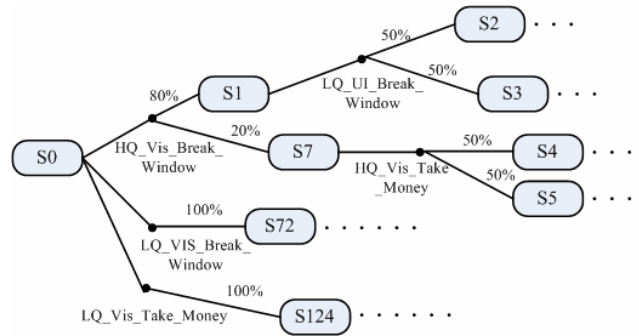 S0
80%
HQ_Vis_Break_
Window
20%
S1
50%
S2
LQ_UI_Break_
Window
50%
S3
S7
HQ_Vis_Take
_Money
50%
S4
50%
S5
100%
LQ_VIS_Break_
Window
S72
LQ_Vis_Take_Money
100%
S124